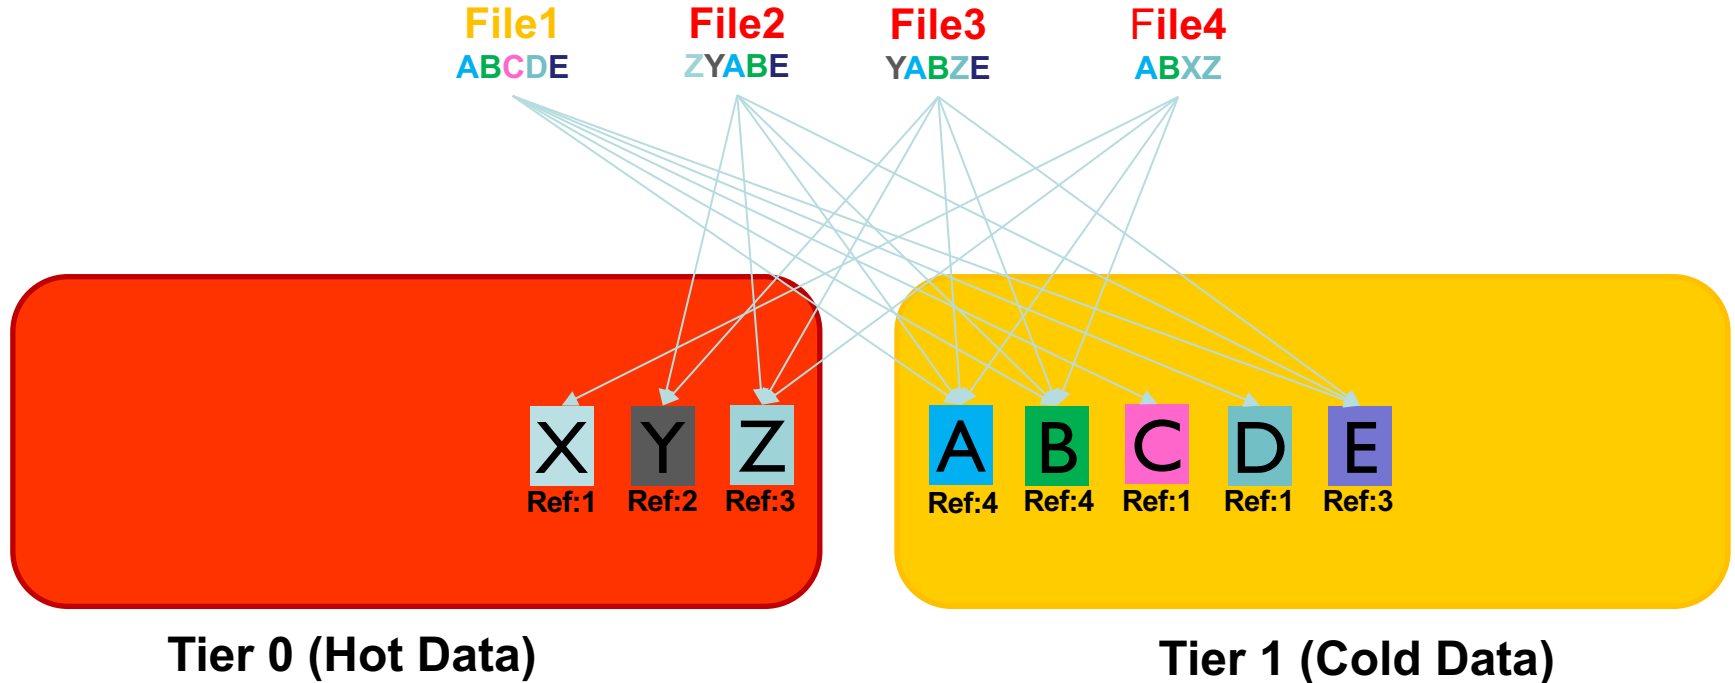 File1 File2 File3 File4
ABCDE ZYABE YABZE ABXZ
X Y Z A B C D E
Ref:1 Ref:2 Ref:3 Ref:4 Ref:4 Ref:1 Ref:1 Ref:3
Tier 0 (Hot Data) Tier 1 (Cold Data)